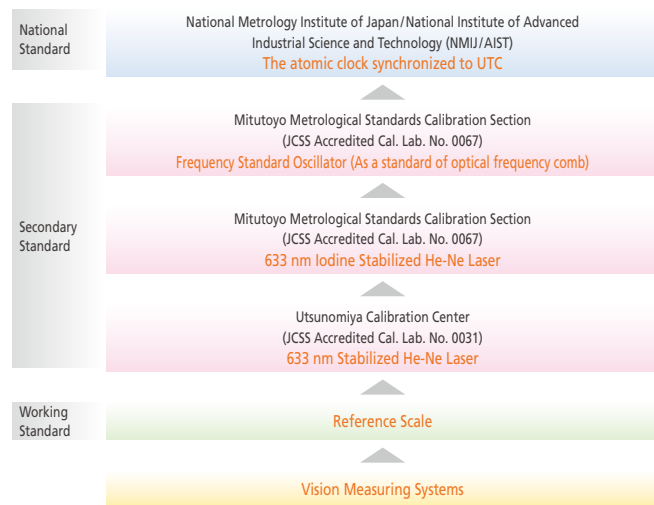 National
Standard
National Metrology Institute of Japan/National Institute of Advanced
Industrial Science and Technology (NMIJ/AIST)
The atomic clock synchronized to UTC
Secondary
Standard
Mitutoyo Metrological Standards Calibration Section
(JCSS Accredited Cal. Lab. No. 0067)
Frequency Standard Oscillator (As a standard of optical frequency comb)
Mitutoyo Metrological Standards Calibration Section
(JCSS Accredited Cal. Lab. No. 0067)
633 nm Iodine Stabilized He-Ne Laser
Utsunomiya Calibration Center
(JCSS Accredited Cal. Lab. No. 0031)
633 nm Stabilized He-Ne Laser
Working
Standard
Reference Scale
Vision Measuring Systems